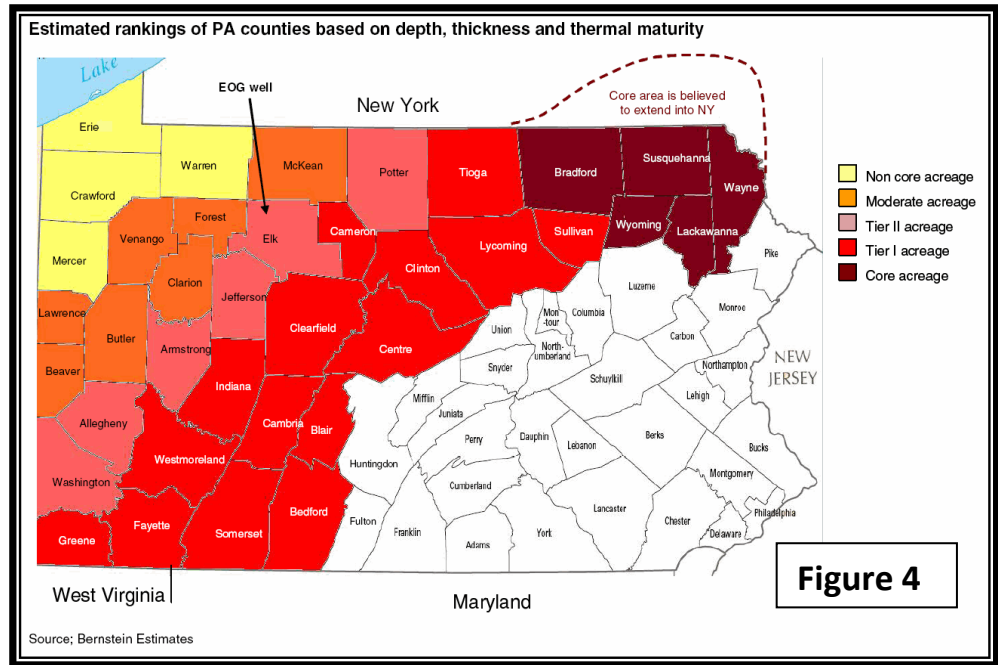 Estimated rankings of PA counties based on depth, thickness and thermal maturity
Lake
EOG well
New York
Core area is believed
to extend into NY
Erie
Warren
McKean
Potter
Tioga
Bradford
Susquehanna
Wayne
Crawford
Forest
Venango
Elk
Cameron
Lycoming
Sullivan
Wyoming
Lackawanna
Mercer
Clarion
Clinton
Pike
Jefferson
Luzerne
Lawrence
Butler
Armstrong
Clearfield
Centre
Union
Mon-
tour
Columbia
Monroe
Carbon
Beaver
Indiana
Snyder
North-
umberland
Schuylkill
Northampton
Lehigh
NEW
JERSEY
Allegheny
Cambria
Blair
Mifflin
Juniata
Perry
Dauphin
Lebanon
Berks
Bucks
Westmoreland
Huntingdon
Montgomery
Washington
Cumberland
Lancaster
Philadelphia
Greene
Fayette
Somerset
Bedford
Fulton
Franklin
Adams
York
Chester
Delaware
Non core acreage
Moderate acreage
Tier II acreage
Tier I acreage
Core acreage
West Virginia
Maryland
Figure 4
Source; Bernstein Estimates